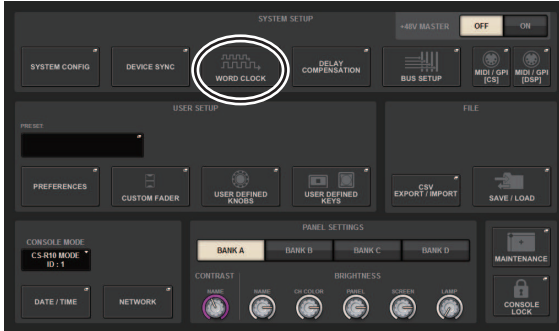 SYSTEM SETUP
+48V MASTER
OFF
ON
SYSTEM CONFIG
DEVICE SYNC
WORD CLOCK
DELAY
COMPENSATION
BUS SETUP
MIDI / GPI
[CS]
MIDI / GPI
[DSP]
USER SETUP
PRESET
PREFERENCES
CUSTOM FADER
USER DEFINED
KNOBS
USER DEFINED
KEYS
FILE
CSV
EXPORT / IMPORT
SAVE / LOAD
CONSOLE MODE
CS-R10 MODE
ID : 1
DATE / TIME
NETWORK
PANEL SETTINGS
BANK A
BANK B
BANK C
BANK D
CONTRAST
BRIGHTNESS
NAME
NAME
CH COLOR
PANEL
SCREEN
LAMP
MAINTENANCE
CONSOLE
LOCK